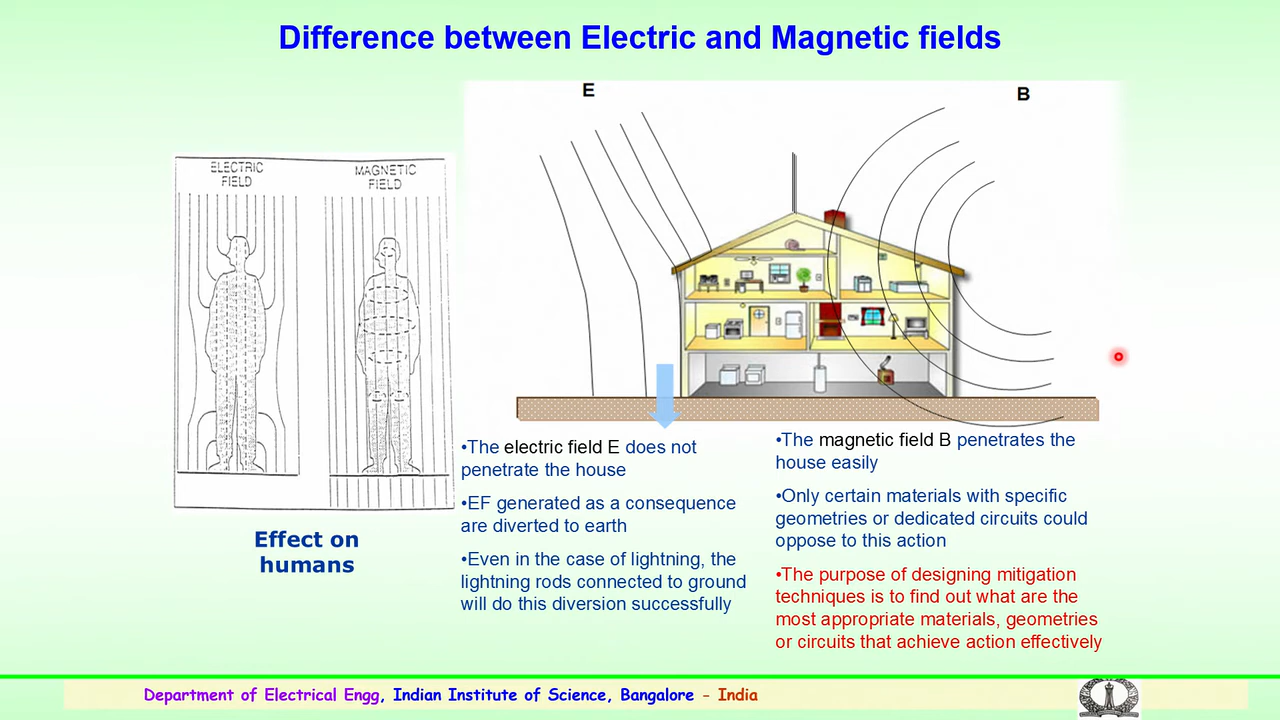 Difference between Electric and Magnetic fields
E
B
ELECTRIC
FIELD
MAGNETIC
FIELD
Effect on
humans
•The electric field E does not
penetrate the house
•EF generated as a consequence
are diverted to earth
•Even in the case of lightning, the
lightning rods connected to ground
will do this diversion successfully
•The magnetic field B penetrates the
house easily
•Only certain materials with specific
geometries or dedicated circuits could
oppose to this action
•The purpose of designing mitigation
techniques is to find out what are the
most appropriate materials, geometries
or circuits that achieve action effectively
Department of Electrical Engg, Indian Institute of Science, Bangalore - India